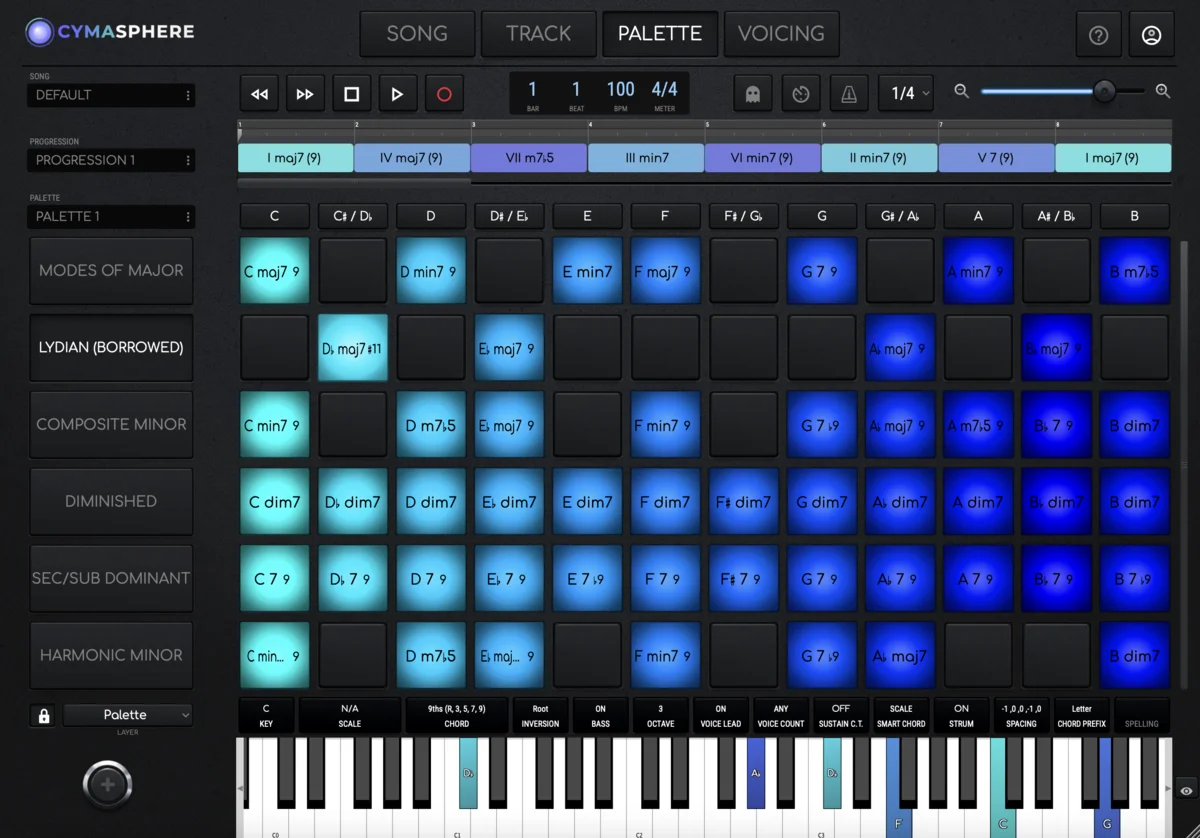 CYMASPHERE
SONG TRACK PALETTE VOICING
SONG
DEFAULT
1 1 100 4/4
BAR BEAT BPM METER
1/4
PROGRESSION
PROGRESSION 1
1 2 3 4 5 6 7 8
I maj7 (9) IV maj7 (9) VII m7♭5 III min7 VI min7 (9) II min7 (9) V 7 (9) I maj7 (9)
PALETTE
PALETTE 1
C C♯ / D♭ D D♯ / E♭ E F F♯ / G♭ G G♯ / A♭ A A♯ / B♭ B
MODES OF MAJOR
C maj7 9 D min7 9 E min7 F maj7 9 G 7 9 A min7 9 B m7♭5
LYDIAN (BORROWED)
D♭ maj7♯11 E♭ maj7 9 A♭ maj7 9 B♭ maj7 9
COMPOSITE MINOR
C min7 9 D m7♭5 E♭ maj7 9 F min7 9 G 7 ♭9 A♭ maj7 9 A m7♭5 9 B♭ 7 9 B dim7
DIMINISHED
C dim7 D♭ dim7 D dim7 E♭ dim7 E dim7 F dim7 F♯ dim7 G dim7 A♭ dim7 A dim7 B♭ dim7 B dim7
SEC/SUB DOMINANT
C 7 9 D♭ 7 9 D 7 9 E♭ 7 9 E 7 ♭9 F 7 9 F♯ 7 9 G 7 9 A♭ 7 9 A 7 9 B♭ 7 9 B 7 ♭9
HARMONIC MINOR
C min... 9 D m7♭5 E♭ maj... 9 F min7 9 G 7 ♭9 A♭ maj7 B dim7
Palette
LAYER
C N/A 9ths (R, 3, 5, 7, 9) Root ON 3 ON ANY OFF SCALE ON -1 ,0 ,0 ,-1 ,0 Letter
KEY SCALE CHORD INVERSION BASS OCTAVE VOICE LEAD VOICE COUNT SUSTAIN C.T. SMART CHORD STRUM SPACING CHORD PREFIX SPELLING
D♭ A♭ D♭
F C G
C0 C1 C2 C3